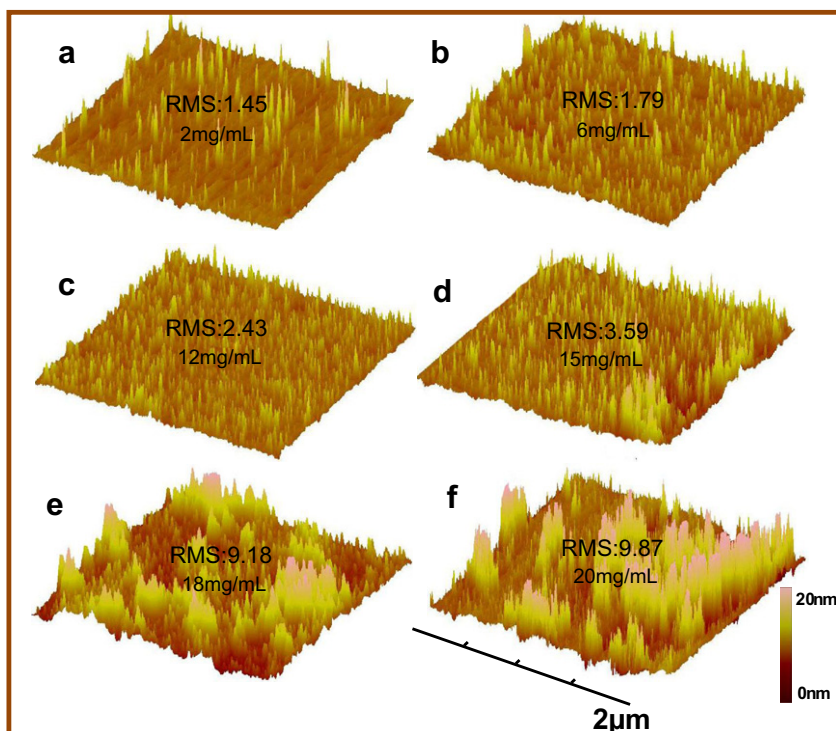 a
RMS:1.45
2mg/mL
b
RMS:1.79
6mg/mL
c
RMS:2.43
12mg/mL
d
RMS:3.59
15mg/mL
e
RMS:9.18
18mg/mL
f
RMS:9.87
20mg/mL
20nm
0nm
2μm